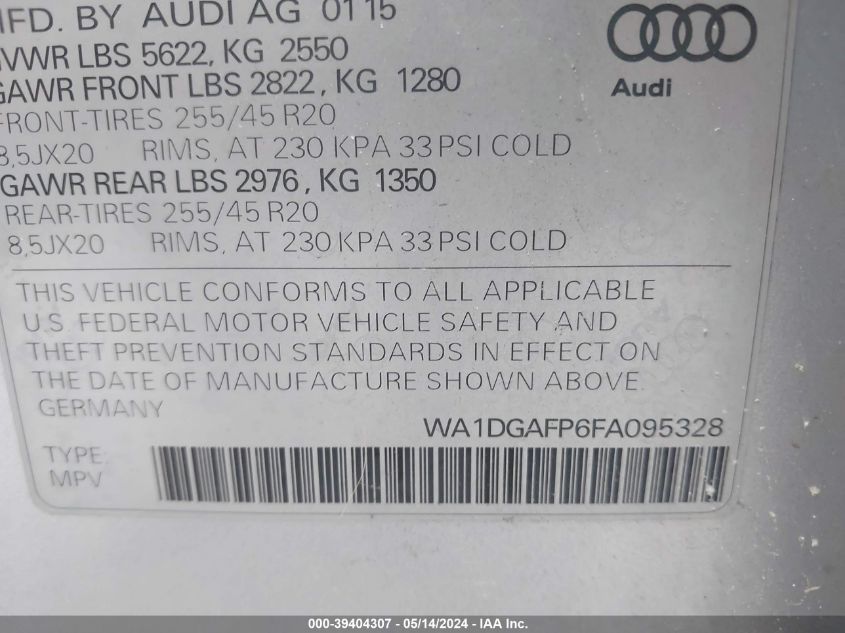 MFD. BY AUDI AG 01 15
GVWR LBS 5622, KG 2550
GAWR FRONT LBS 2822, KG 1280
FRONT-TIRES 255/45 R20
8,5JX20 RIMS, AT 230 KPA 33 PSI COLD
GAWR REAR LBS 2976, KG 1350
REAR-TIRES 255/45 R20
8,5JX20 RIMS, AT 230 KPA 33 PSI COLD
Audi
THIS VEHICLE CONFORMS TO ALL APPLICABLE
U.S. FEDERAL MOTOR VEHICLE SAFETY AND
THEFT PREVENTION STANDARDS IN EFFECT ON
THE DATE OF MANUFACTURE SHOWN ABOVE.
GERMANY
WA1DGAFP6FA095328
TYPE:
MPV
000-39404307 - 05/14/2024 - IAA Inc.